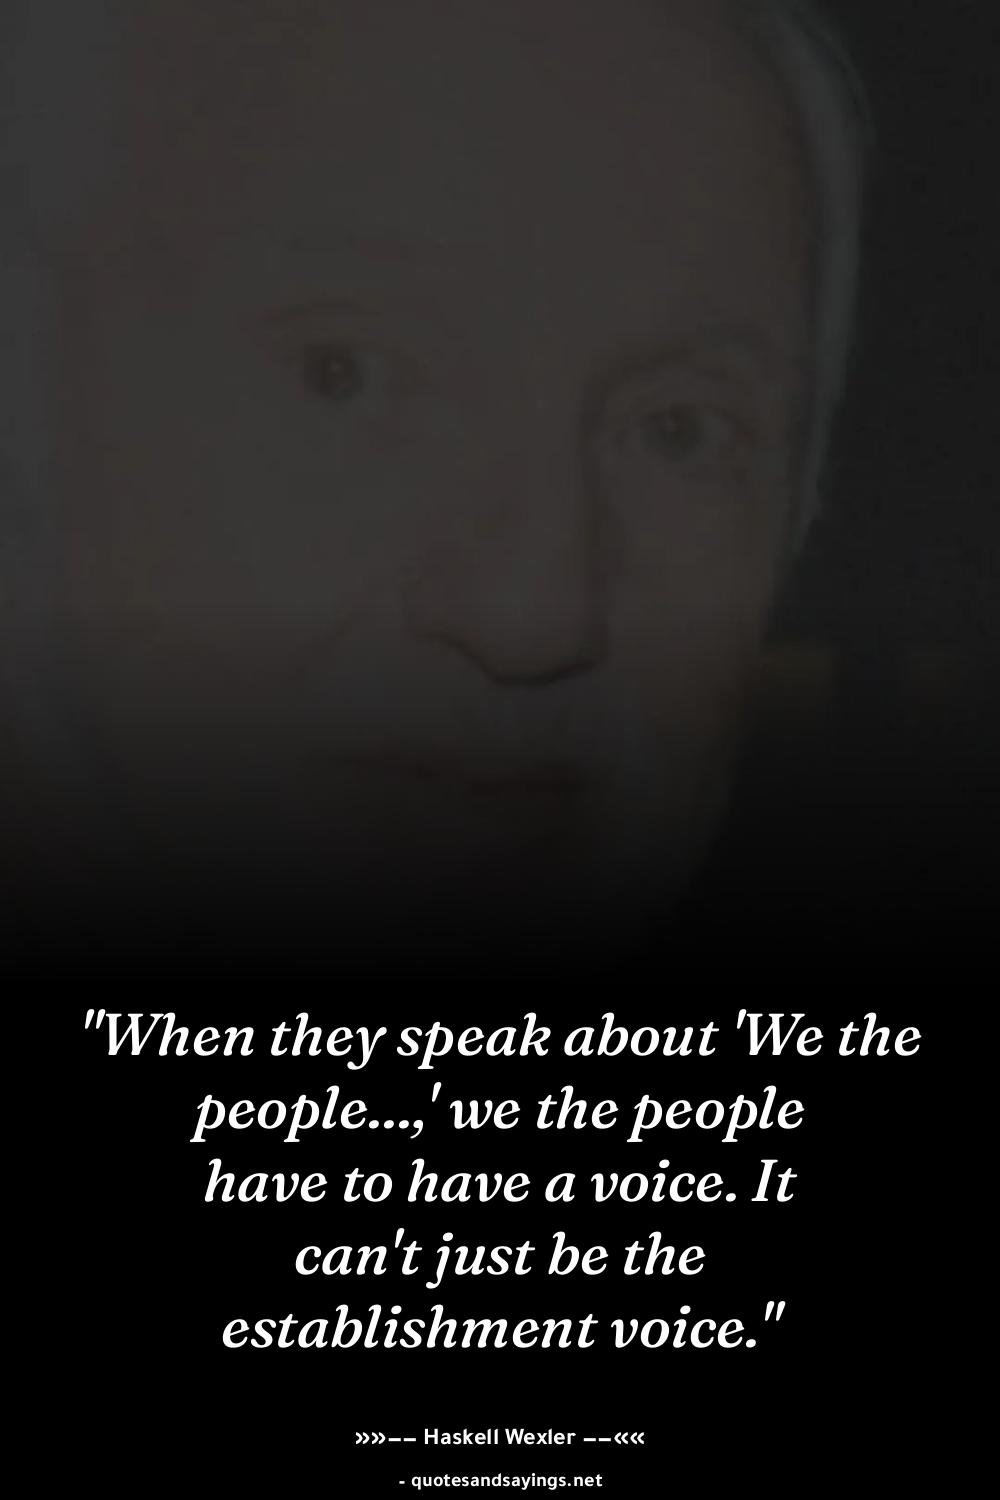 "When they speak about 'We the
people...,' we the people
have to have a voice. It
can't just be the
establishment voice."
»»–– Haskell Wexler ––««
- quotesandsayings.net